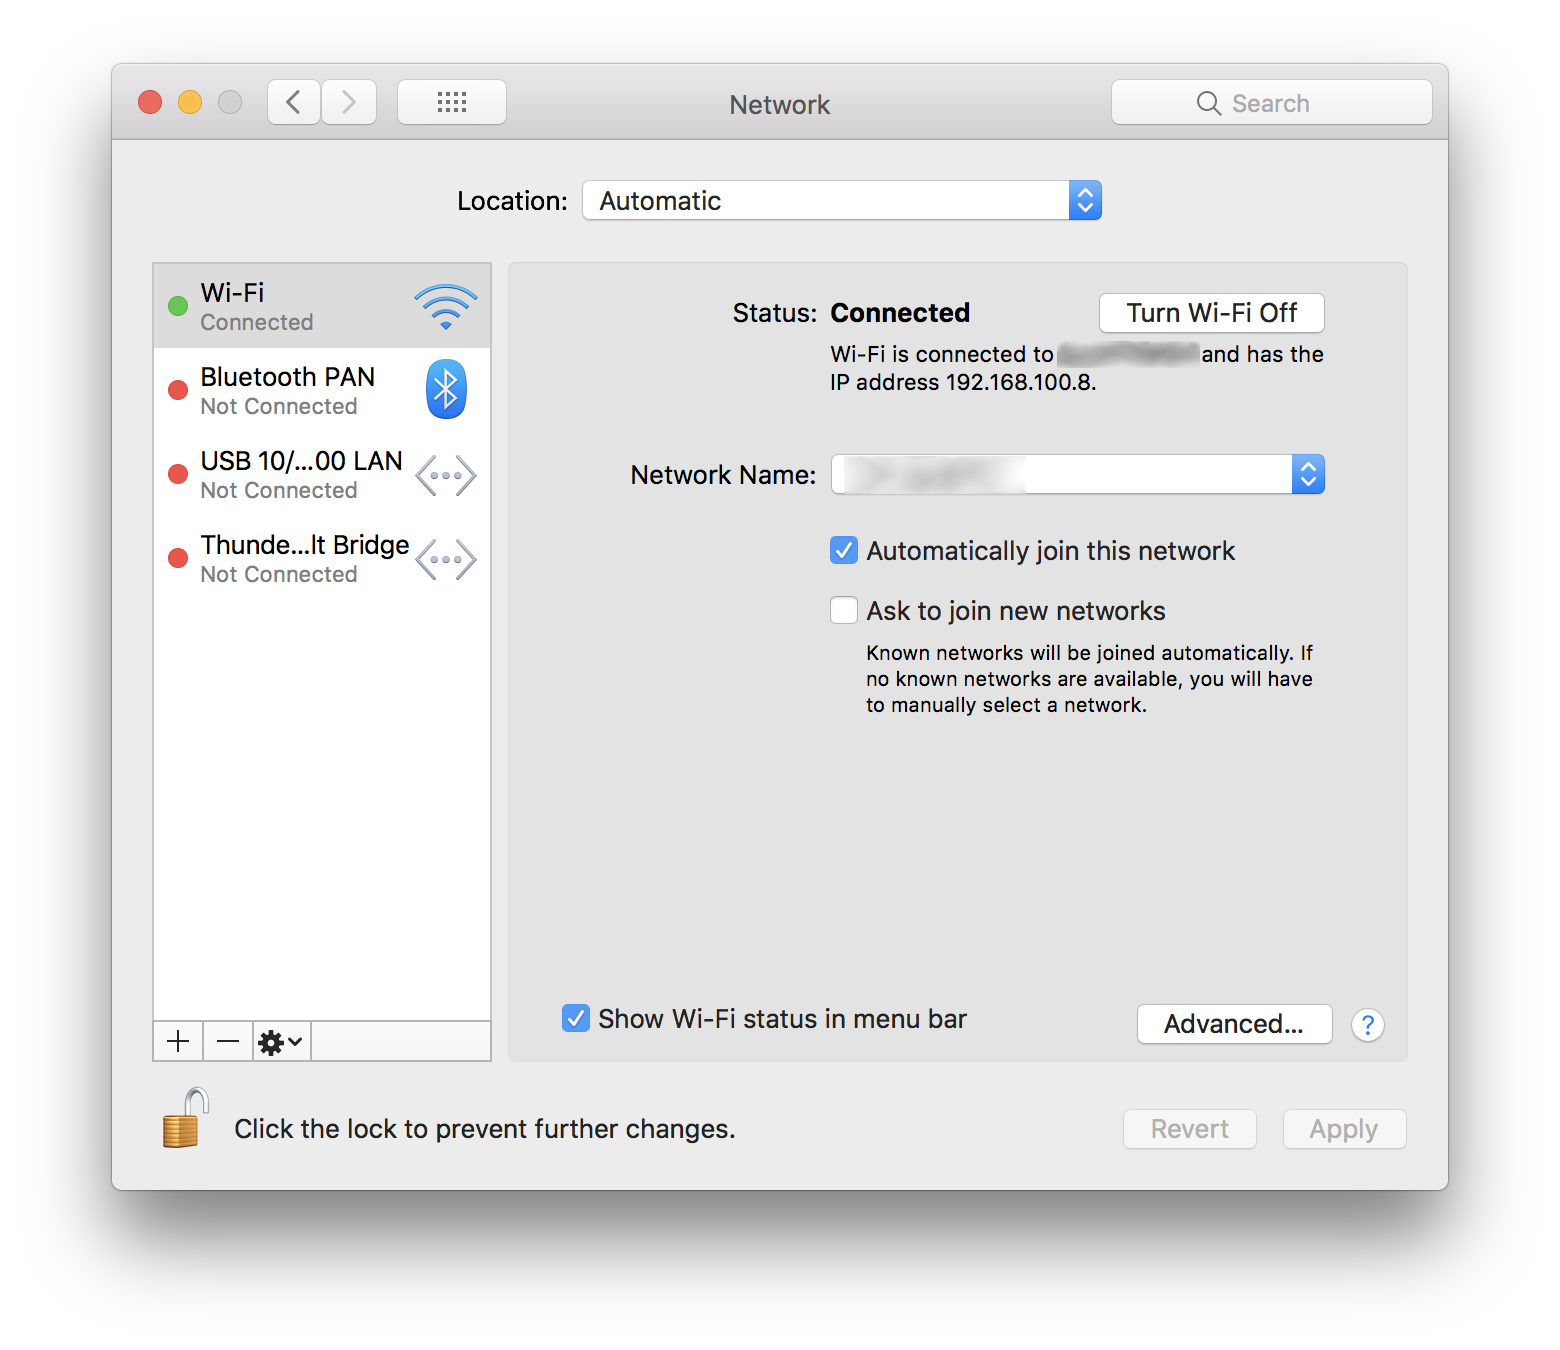 Network
Search
Location: Automatic
Wi-Fi
Connected
Bluetooth PAN
Not Connected
USB 10/...00 LAN
Not Connected
Thunde...lt Bridge
Not Connected
Status: Connected
Turn Wi-Fi Off
Wi-Fi is connected to and has the
IP address 192.168.100.8.
Network Name:
Automatically join this network
Ask to join new networks
Known networks will be joined automatically. If
no known networks are available, you will have
to manually select a network.
Show Wi-Fi status in menu bar
Advanced...
?
Click the lock to prevent further changes.
Revert
Apply